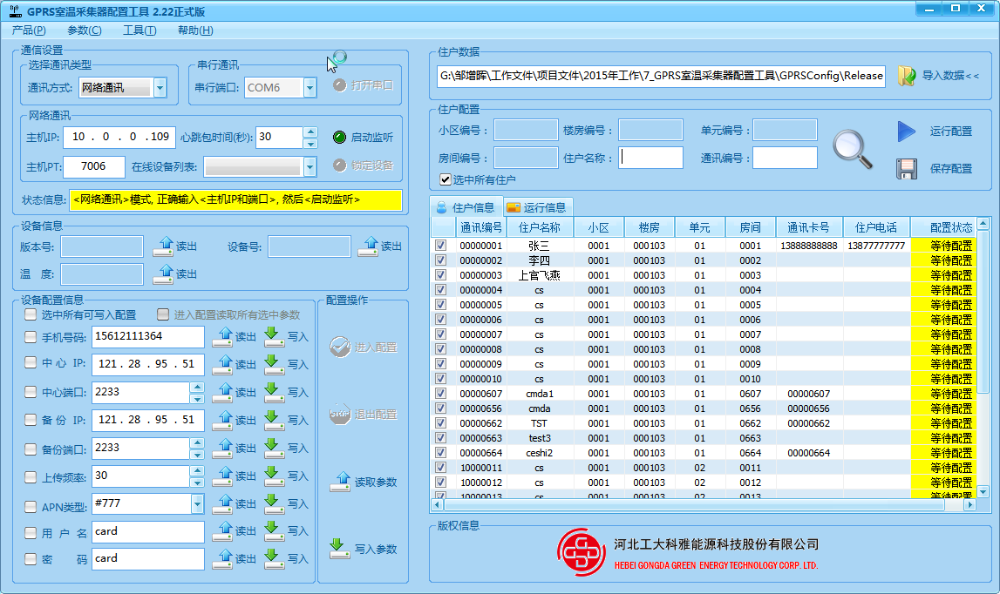 GPRS室温采集器配置工具 2.22正式版
产品(P) 参数(C) 工具(T) 帮助(H)
通信设置
选择通讯类型
通讯方式: 网络通讯
串行通讯
串行端口: COM6 打开串口
网络通讯
主机IP: 10 . 0 . 0 .109 心跳包时间(秒): 30 启动监听
主机PT: 7006 在线设备列表: 锁定设备
状态信息: <网络通讯>模式, 正确输入<主机IP和端口>, 然后<启动监听>
设备信息
版本号: 读出 设备号: 读出
温 度: 读出
设备配置信息
选中所有可写入配置 进入配置读取所有选中参数
手机号码: 15612111364 读出 写入
中 心 IP: 121 . 28 . 95 . 51 读出 写入
中心端口: 2233 读出 写入
备 份 IP: 121 . 28 . 95 . 51 读出 写入
备份端口: 2233 读出 写入
上传频率: 30 读出 写入
APN类型: #777 读出 写入
用 户 名 card 读出 写入
密 码 card 读出 写入
配置操作
进入配置
STOP 退出配置
读取参数
写入参数
住户数据
G:\邹增晖\工作文件\项目文件\2015年工作\7_GPRS室温采集器配置工具\GPRSConfig\Release 导入数据<<
住户配置
小区编号： 楼房编号： 单元编号： 运行配置
房间编号： 住户名称： 通讯编号： 保存配置
选中所有住户
住户信息 运行信息
通讯编号 住户名称 小区 楼房 单元 房间 通讯卡号 住户电话 配置状态
00000001 张三 0001 000103 01 0001 13888888888 13877777777 等待配置
00000002 李四 0001 000103 01 0002 等待配置
00000003 上官飞燕 0001 000103 01 0003 等待配置
00000004 cs 0001 000103 01 0004 等待配置
00000005 cs 0001 000103 01 0005 等待配置
00000006 cs 0001 000103 01 0006 等待配置
00000007 cs 0001 000103 01 0007 等待配置
00000008 cs 0001 000103 01 0008 等待配置
00000009 cs 0001 000103 01 0009 等待配置
00000010 cs 0001 000103 01 0010 等待配置
00000607 cmda1 0001 000103 01 0607 00000607 等待配置
00000656 cmda 0001 000103 01 0656 00000656 等待配置
00000662 TST 0001 000103 01 0662 00000662 等待配置
00000663 test3 0001 000103 01 0663 等待配置
00000664 ceshi2 0001 000103 01 0664 00000664 等待配置
10000011 cs 0001 000103 02 0011 等待配置
10000012 cs 0001 000103 02 0012 等待配置
10000013 cs 0001 000103 02 0013 等待配置
版权信息
河北工大科雅能源科技股份有限公司
HEBEI GONGDA GREEN ENERGY TECHNOLOGY CORP. LTD.